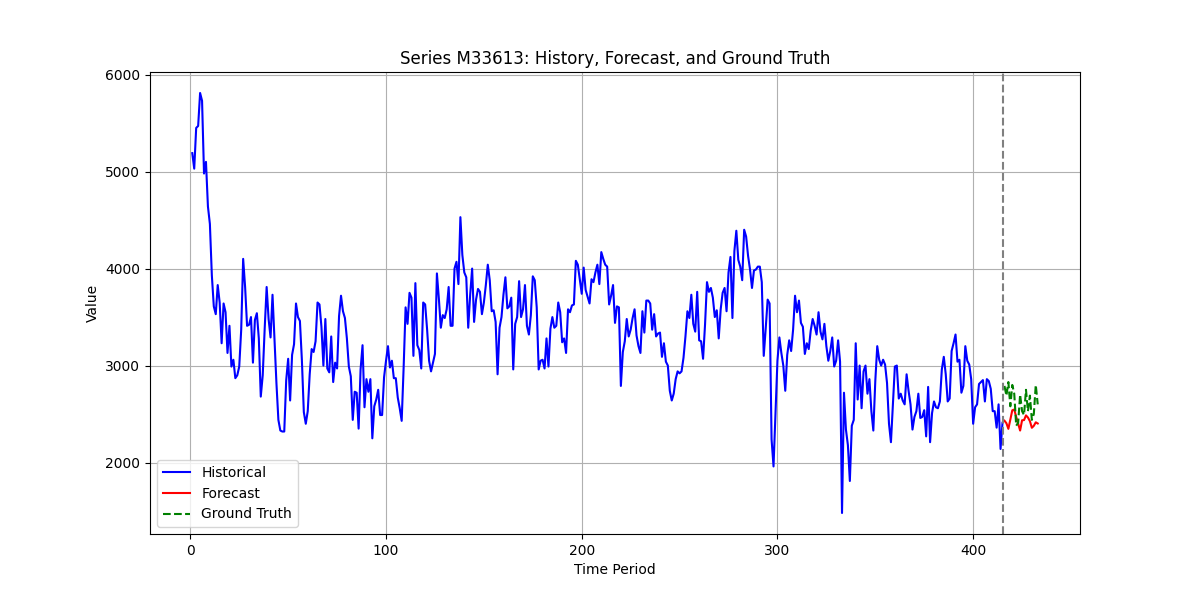 Series M33613: History, Forecast, and Ground Truth
6000
5000
4000
3000
2000
Value
0
100
200
300
400
Time Period
Historical
Forecast
Ground Truth